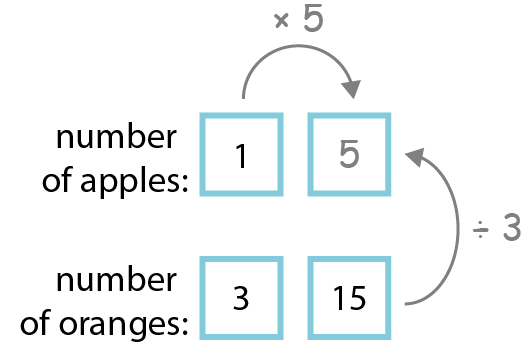 × 5
number
of apples:
1 5
÷ 3
number
of oranges:
3 15